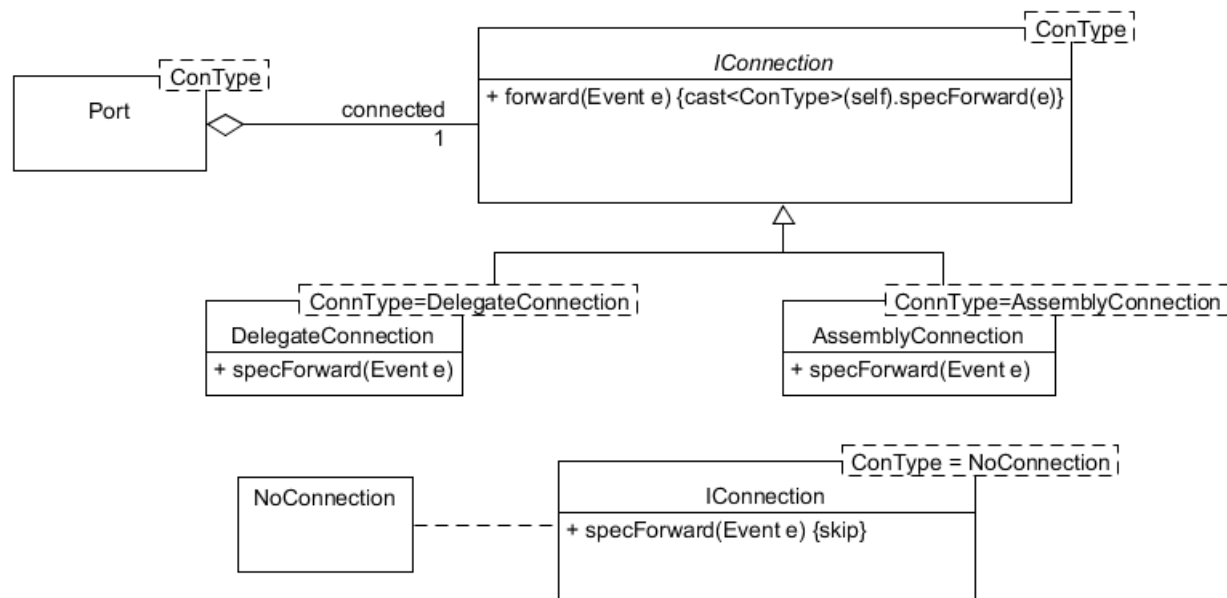 ConType
Port
connected
1
ConType
IConnection
+ forward(Event e) {cast<ConType>(self).specForward(e)}
ConnType=DelegateConnection
DelegateConnection
+ specForward(Event e)
ConnType=AssemblyConnection
AssemblyConnection
+ specForward(Event e)
NoConnection
ConType = NoConnection
IConnection
+ specForward(Event e) {skip}